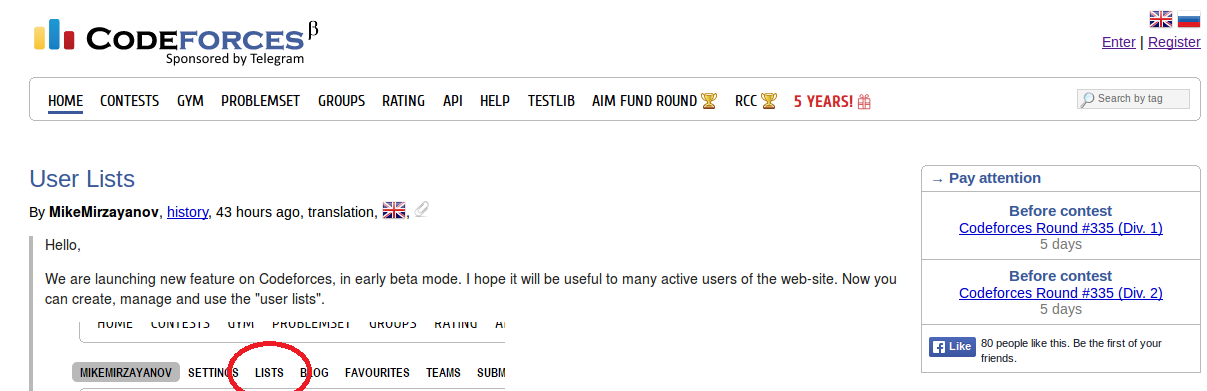 CODEFORCES β
Sponsored by Telegram
Enter | Register
HOME CONTESTS GYM PROBLEMSET GROUPS RATING API HELP TESTLIB AIM FUND ROUND RCC 5 YEARS! Search by tag
User Lists
By MikeMirzayanov, history, 43 hours ago, translation,
Hello,
We are launching new feature on Codeforces, in early beta mode. I hope it will be useful to many active users of the web-site. Now you
can create, manage and use the "user lists".
HOME CONTESTS GYM PROBLEMSET GROUPS RATING A
MIKEMIRZAYANOV SETTINGS LISTS BLOG FAVOURITES TEAMS SUBM
→ Pay attention
Before contest
Codeforces Round #335 (Div. 1)
5 days
Before contest
Codeforces Round #335 (Div. 2)
5 days
Like 80 people like this. Be the first of your
friends.